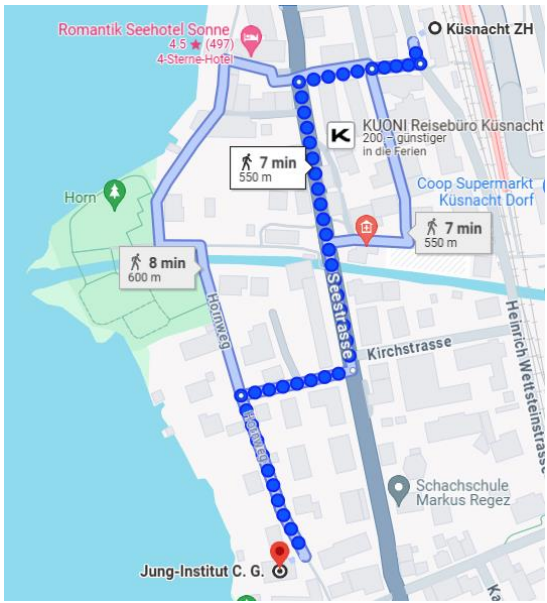 Romantik Seehotel Sonne
4.5 ★ (497)
4-Sterne-Hotel
Küsnacht ZH
K
KUONI Reisebüro Küsnacht
200.– günstiger
in die Ferien
7 min
550 m
Coop Supermarkt
Küsnacht Dorf
Horn
7 min
550 m
8 min
600 m
Hornweg
Seestrasse
Kirchstrasse
Heinrich Wettsteinstrasse
Hornweg
Schachschule
Markus Regez
Jung-Institut C. G.
Ka